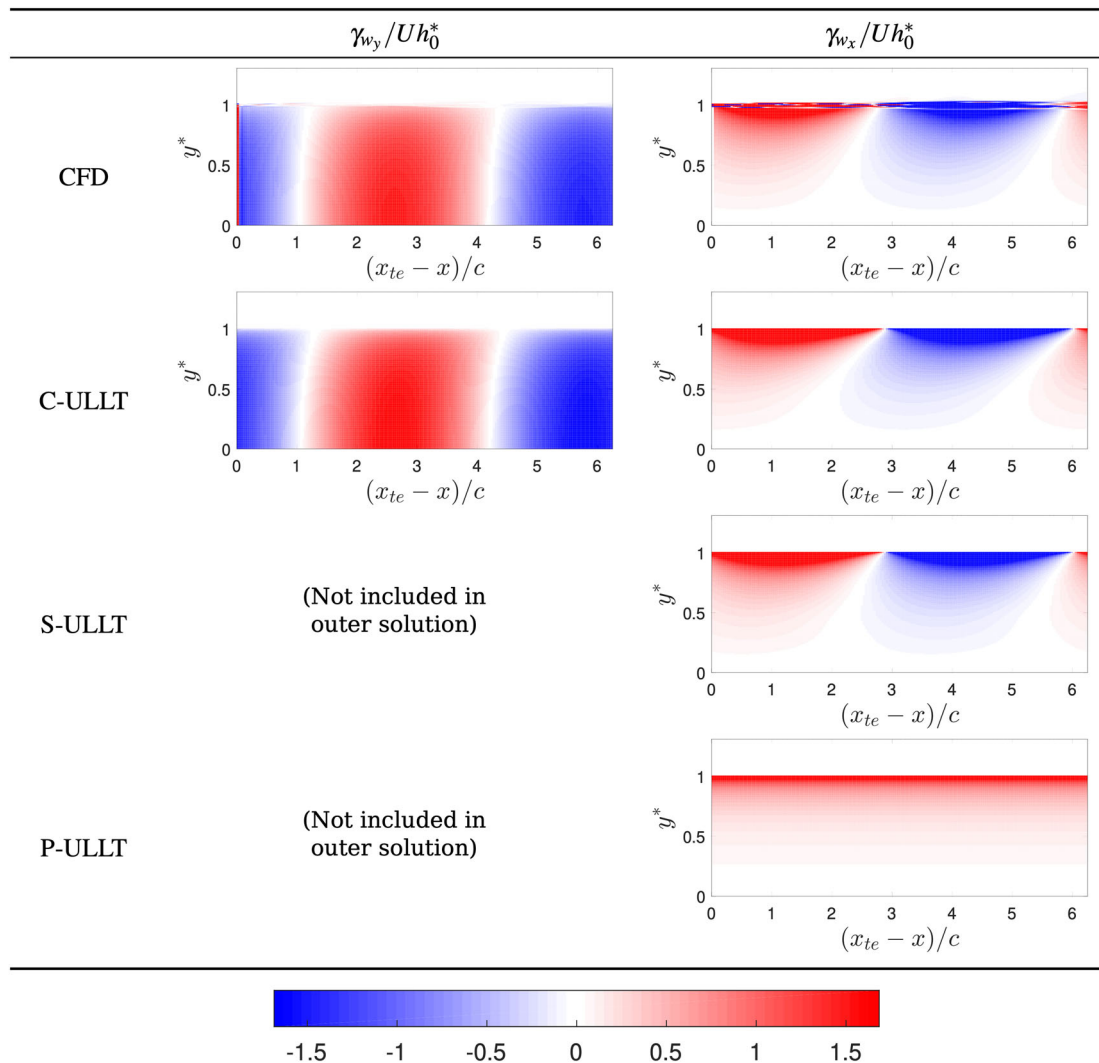 γ_{w_y}/Uh_0^* γ_{w_x}/Uh_0^*
CFD
y^*
1
0.5
0
0 1 2 3 4 5 6
(x_{te} − x)/c
y^*
1
0.5
0
0 1 2 3 4 5 6
(x_{te} − x)/c
C-ULLT
y^*
1
0.5
0
0 1 2 3 4 5 6
(x_{te} − x)/c
y^*
1
0.5
0
0 1 2 3 4 5 6
(x_{te} − x)/c
S-ULLT
(Not included in
outer solution)
y^*
1
0.5
0
0 1 2 3 4 5 6
(x_{te} − x)/c
P-ULLT
(Not included in
outer solution)
y^*
1
0.5
0
0 1 2 3 4 5 6
(x_{te} − x)/c
-1.5 -1 -0.5 0 0.5 1 1.5